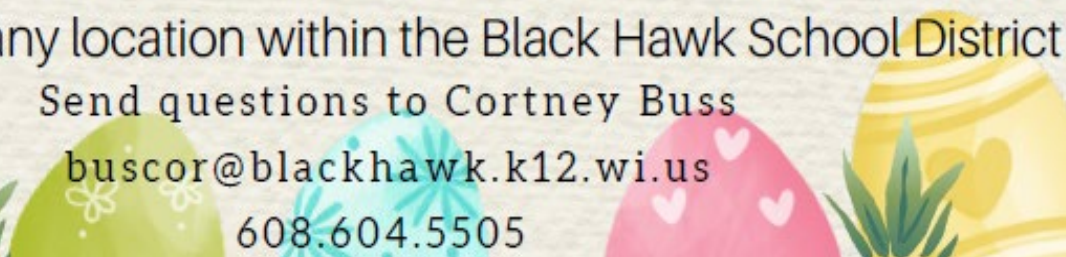 any location within the Black Hawk School District
Send questions to Cortney Buss
buscor@blackhawk.k12.wi.us
608.604.5505